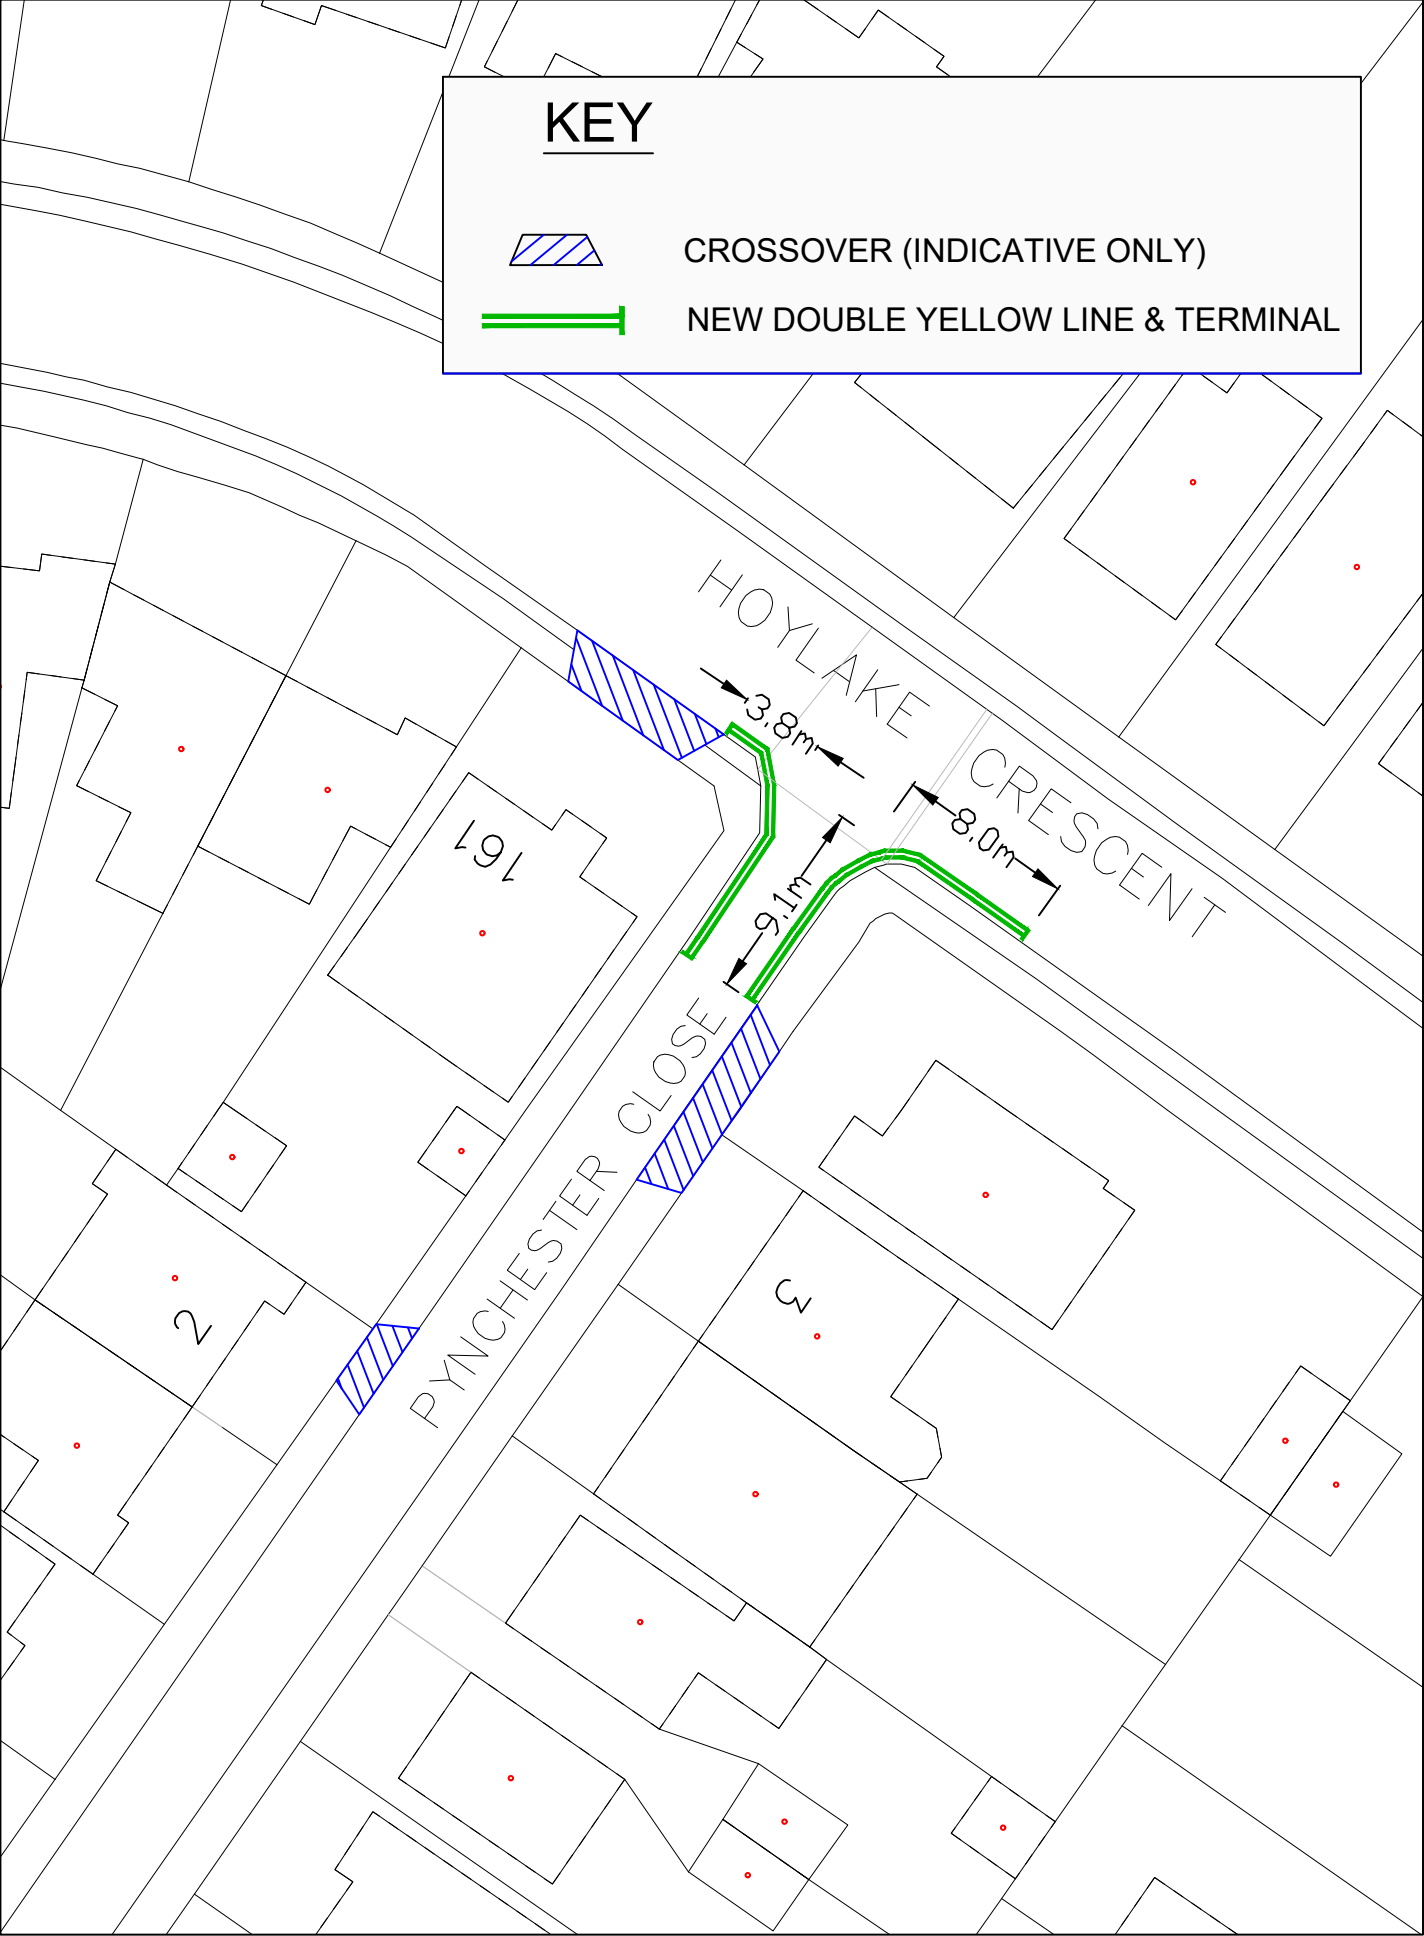 KEY
CROSSOVER (INDICATIVE ONLY)
NEW DOUBLE YELLOW LINE & TERMINAL
HOYLAKE CRESCENT
3.8m
8.0m
9.1m
161
PYNCHESTER CLOSE
3
2